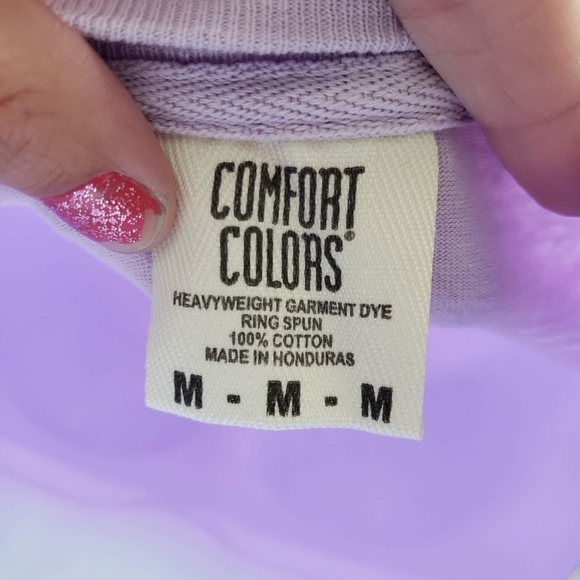 COMFORT
COLORS®
HEAVYWEIGHT GARMENT DYE
RING SPUN
100% COTTON
MADE IN HONDURAS
M - M - M